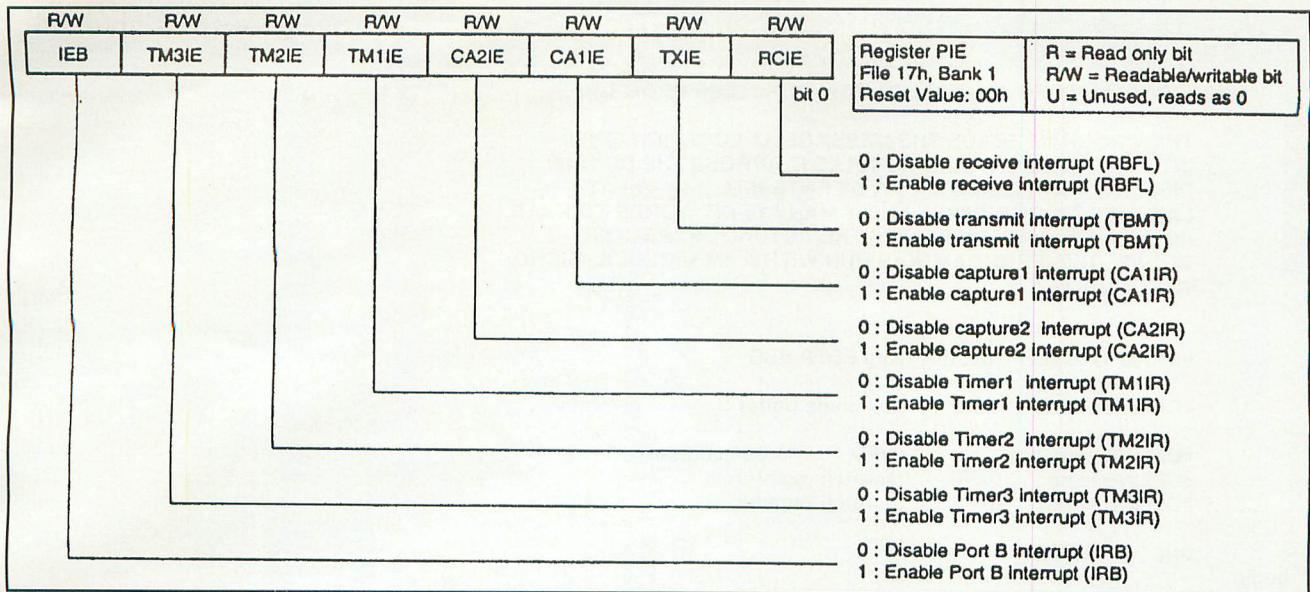 R/W R/W R/W R/W R/W R/W R/W R/W
IEB TM3IE TM2IE TM1IE CA2IE CA1IE TXIE RCIE
bit 0
Register PIE
File 17h, Bank 1
Reset Value: 00h
R = Read only bit
R/W = Readable/writable bit
U = Unused, reads as 0
0 : Disable receive interrupt (RBFL)
1 : Enable receive interrupt (RBFL)
0 : Disable transmit interrupt (TBMT)
1 : Enable transmit interrupt (TBMT)
0 : Disable capture1 interrupt (CA1IR)
1 : Enable capture1 interrupt (CA1IR)
0 : Disable capture2 interrupt (CA2IR)
1 : Enable capture2 interrupt (CA2IR)
0 : Disable Timer1 Interrupt (TM1IR)
1 : Enable Timer1 Interrupt (TM1IR)
0 : Disable Timer2 interrupt (TM2IR)
1 : Enable Timer2 interrupt (TM2IR)
0 : Disable Timer3 interrupt (TM3IR)
1 : Enable Timer3 interrupt (TM3IR)
0 : Disable Port B interrupt (IRB)
1 : Enable Port B interrupt (IRB)